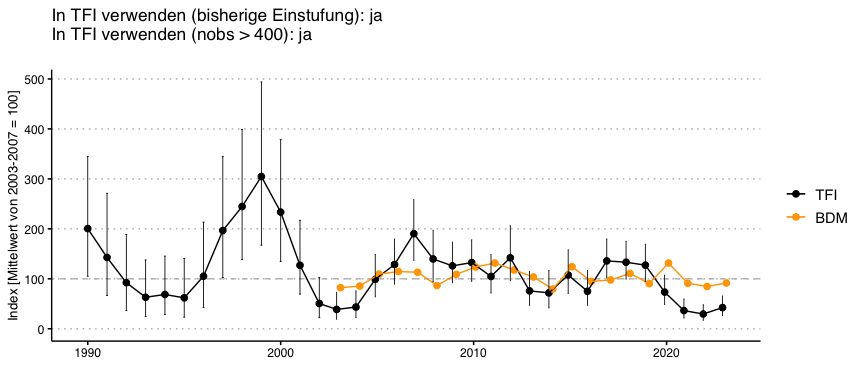 In TFI verwenden (bisherige Einstufung): ja
In TFI verwenden (nobs > 400): ja
Index [Mittelwert von 2003-2007 = 100]
500
400
300
200
100
0
1990
2000
2010
2020
TFI
BDM